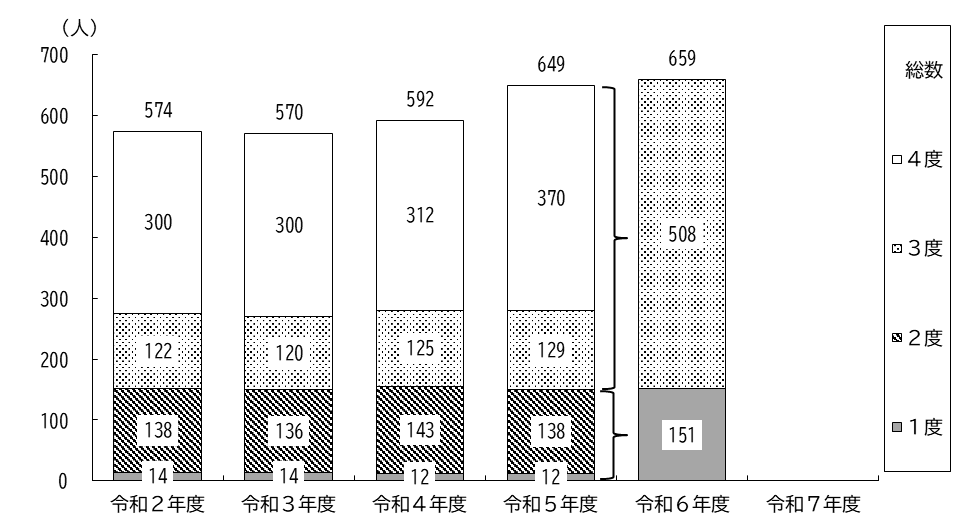 （人）
700
600
500
400
300
200
100
0
574
300
122
138
14
570
300
120
136
14
592
312
125
143
12
649
370
129
138
12
659
508
151
令和２年度
令和３年度
令和４年度
令和５年度
令和６年度
令和７年度
総数
４度
３度
２度
１度